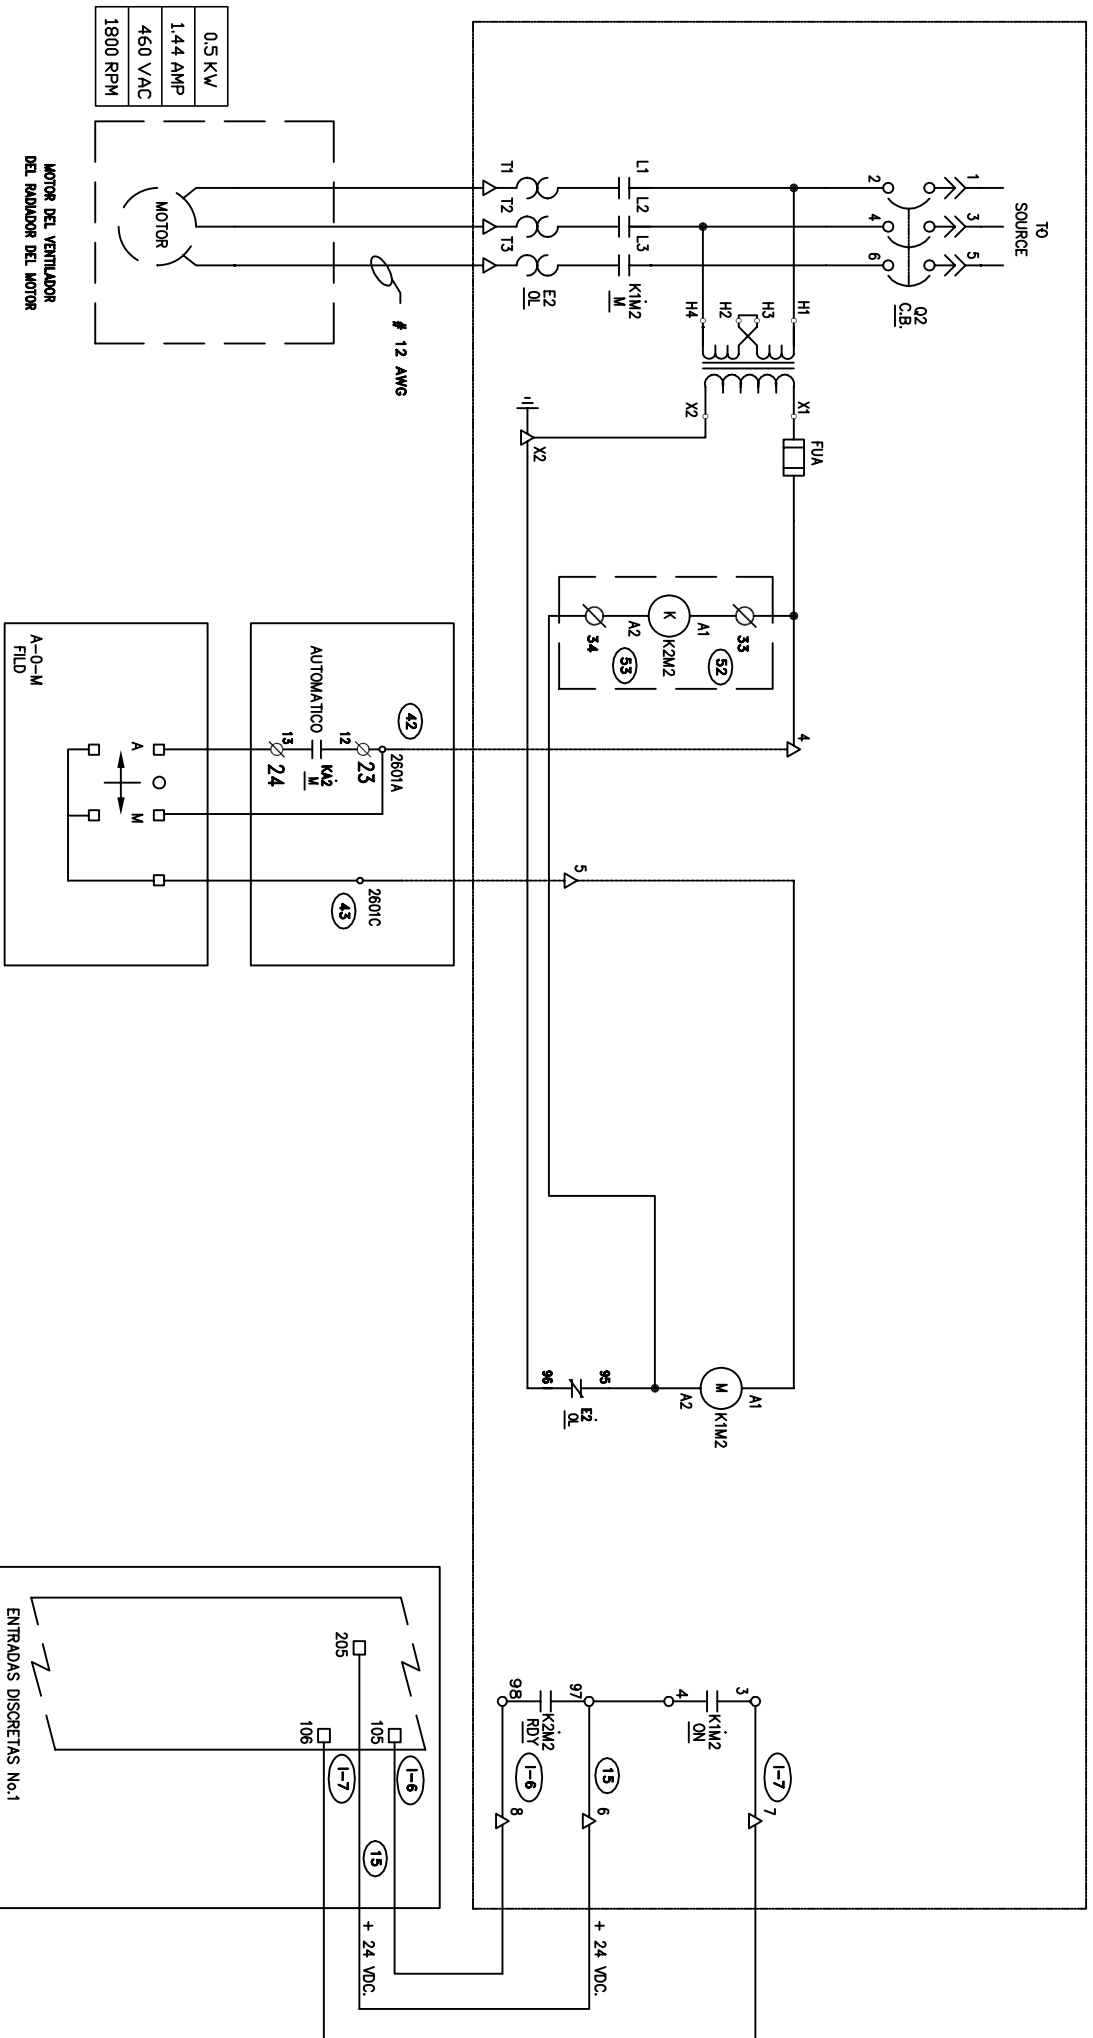 TO
SOURCE
1
3
5
2
4
6
Q2
C.B.
L1
L2
L3
K1M2
M
T1
T2
T3
E2
OL
H1
H3
H2
H4
X1
X2
FUA
X2
# 12 AWG
0.5 KW
1.44 AMP
460 VAC
1800 RPM
MOTOR
MOTOR DEL VENTILADOR
DEL RADIADOR DEL MOTOR
33
A1
K
K2M2
A2
34
52
53
4
5
42
2601A
12
23
AUTOMATICO
KA2
M
13
24
2601C
43
A-O-M
FILD
A
M
A1
M
K1M2
A2
95
E2
OL
96
3
K1M2
ON
4
97
K2M2
RDY
98
I-7
7
15
6
I-6
8
+ 24 VDC.
+ 24 VDC.
205
105
106
I-6
I-7
15
ENTRADAS DISCRETAS No.1